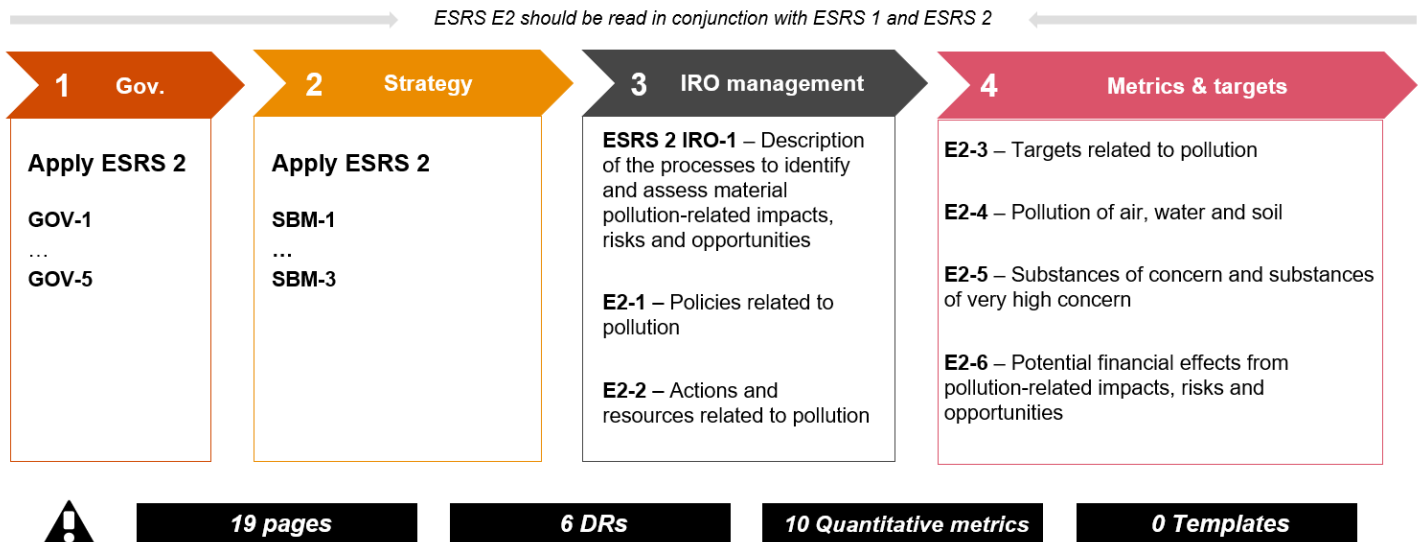 ESRS E2 should be read in conjunction with ESRS 1 and ESRS 2
1 Gov.
Apply ESRS 2
GOV-1
…
GOV-5
2 Strategy
Apply ESRS 2
SBM-1
…
SBM-3
3 IRO management
ESRS 2 IRO-1 – Description
of the processes to identify
and assess material
pollution-related impacts,
risks and opportunities
E2-1 – Policies related to
pollution
E2-2 – Actions and
resources related to pollution
4 Metrics & targets
E2-3 – Targets related to pollution
E2-4 – Pollution of air, water and soil
E2-5 – Substances of concern and substances
of very high concern
E2-6 – Potential financial effects from
pollution-related impacts, risks and
opportunities
19 pages
6 DRs
10 Quantitative metrics
0 Templates